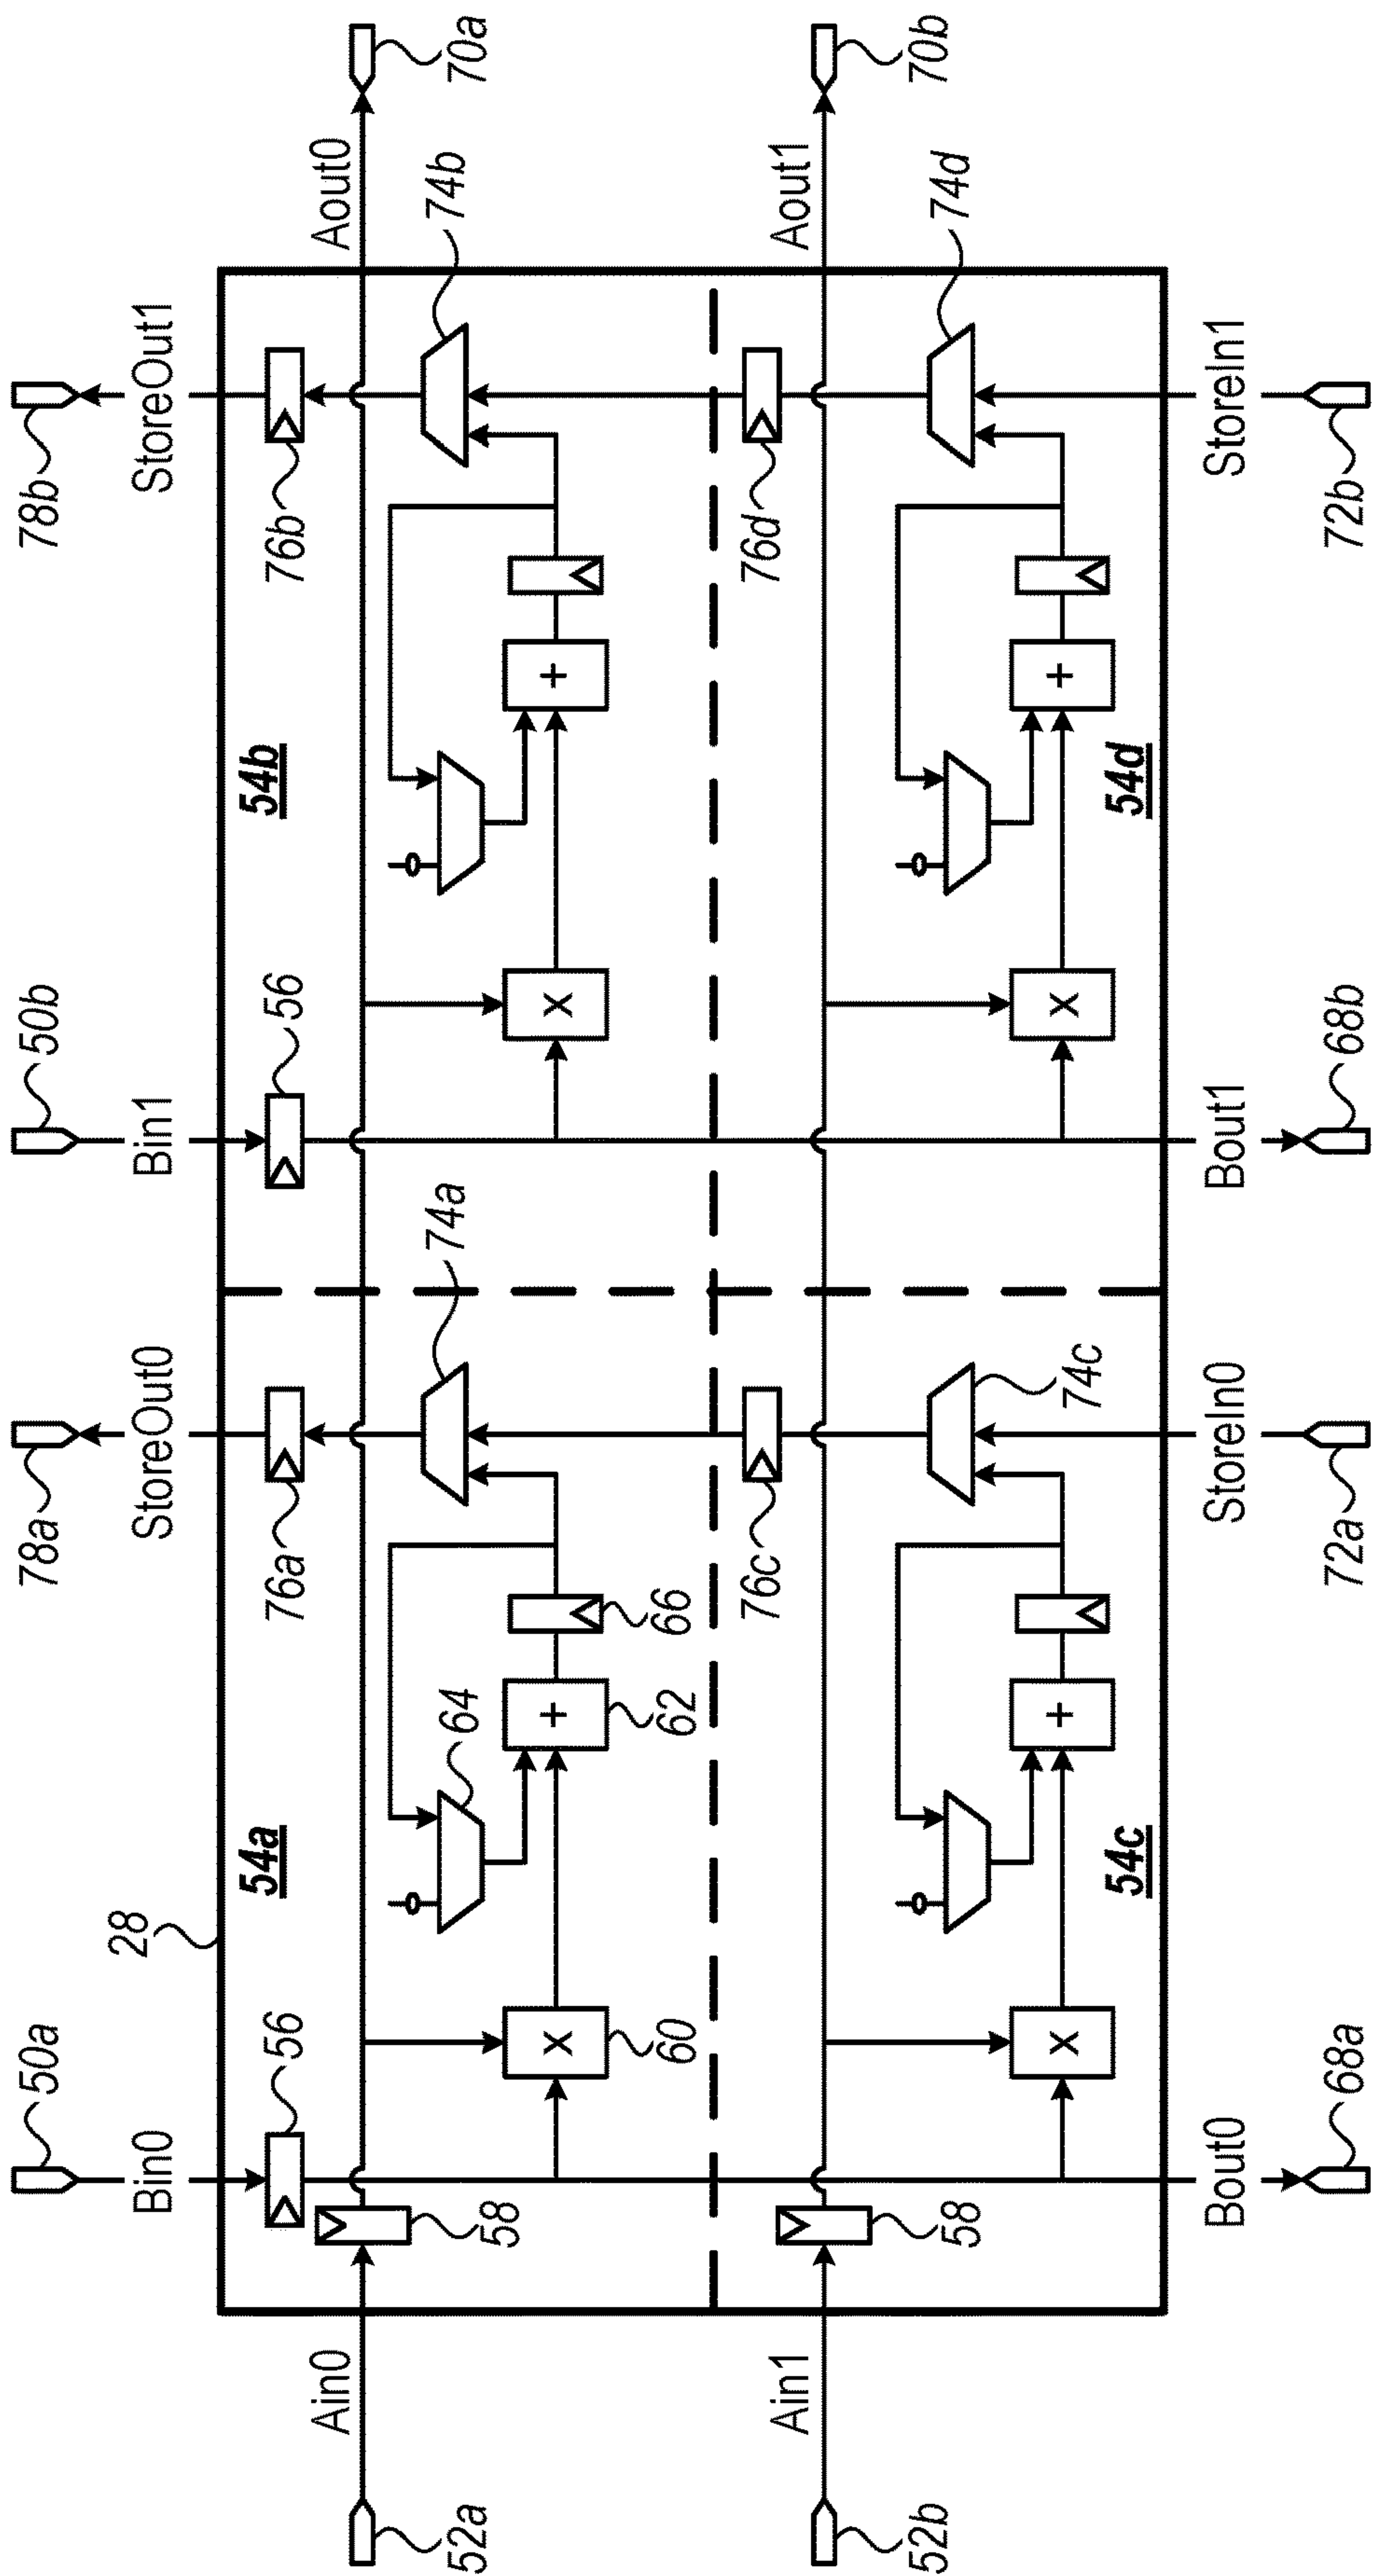 50a
78a
50b
78b
Bin0
StoreOut0
Bin1
StoreOut1
28
56
54a
76a
56
54b
76b
52a
Ain0
Aout0
70a
58
64
74a
74b
x
+
x
+
60
62
66
76c
76d
52b
Ain1
Aout1
70b
58
74c
74d
x
+
x
+
54c
54d
Bout0
StoreIn0
Bout1
StoreIn1
68a
72a
68b
72b